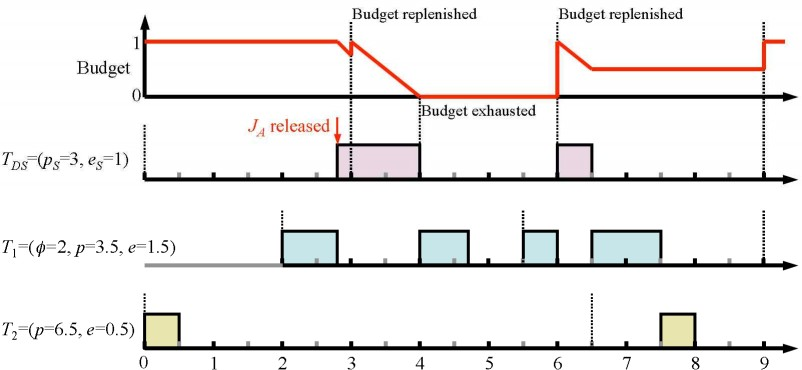 Budget replenished
Budget replenished
1
Budget
0
Budget exhausted
J_A released
T_DS=(p_S=3, e_S=1)
T_1=(ϕ=2, p=3.5, e=1.5)
T_2=(p=6.5, e=0.5)
0 1 2 3 4 5 6 7 8 9